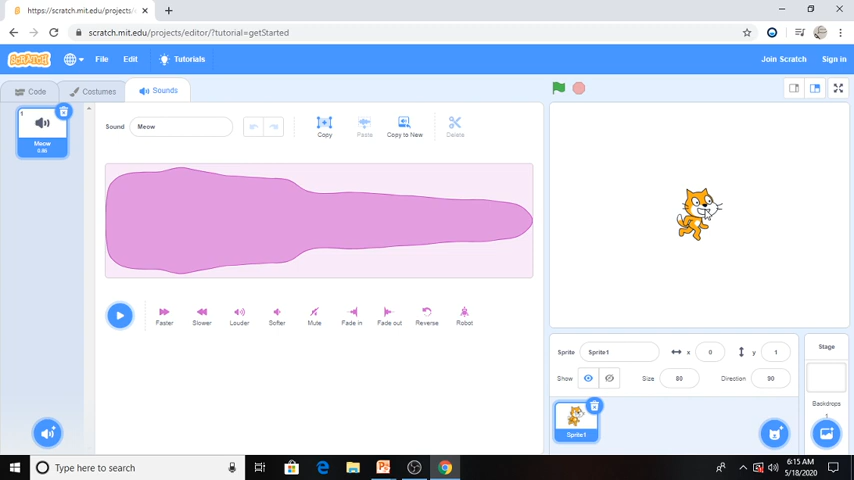 https://scratch.mit.edu/projects/e
scratch.mit.edu/projects/editor/?tutorial=getStarted
SCRATCH File Edit Tutorials Join Scratch Sign in
Code Costumes Sounds
1
Meow
Sound Meow Copy Paste Copy to New Delete
Faster Slower Louder Softer Mute Fade in Fade out Reverse Robot
Sprite Sprite1 x 0 y 1
Show Size 80 Direction 90
Sprite1
Stage
Backdrops
1
Type here to search
6:15 AM
5/18/2020